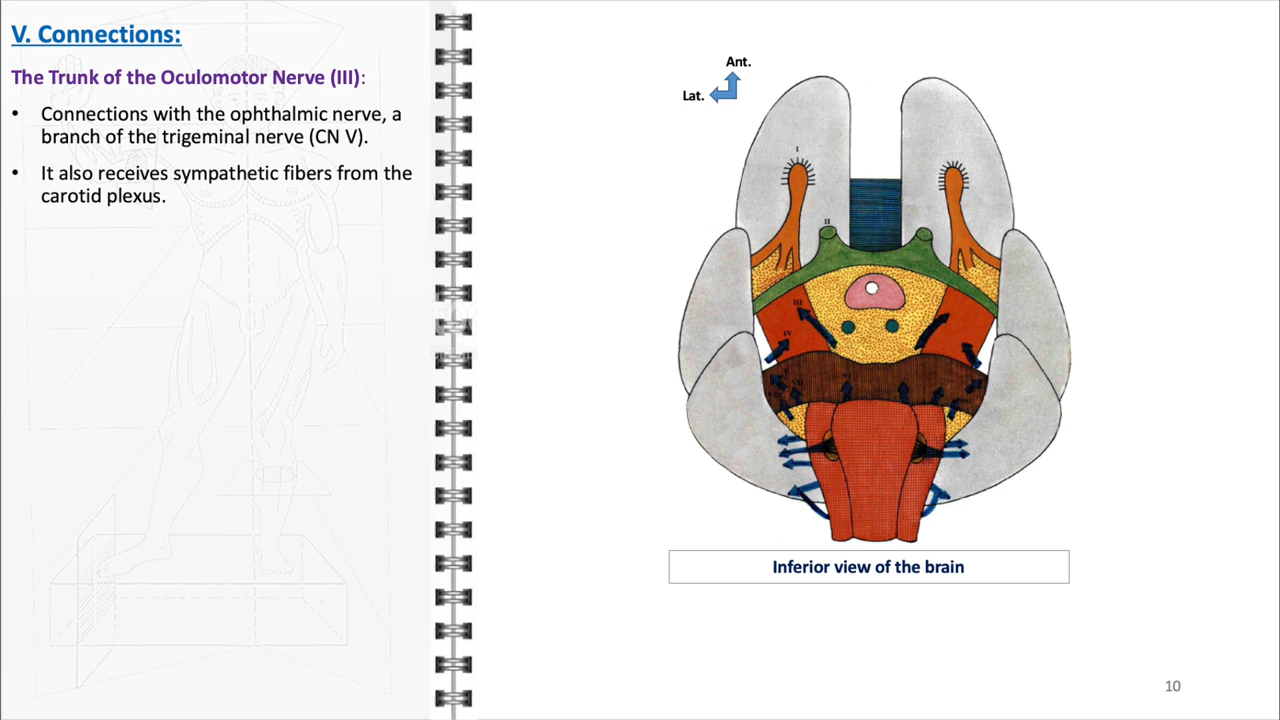 V. Connections:
The Trunk of the Oculomotor Nerve (III):
• Connections with the ophthalmic nerve, a
branch of the trigeminal nerve (CN V).
• It also receives sympathetic fibers from the
carotid plexus.
Ant.
Lat.
I
II
III
IV
Inferior view of the brain
10